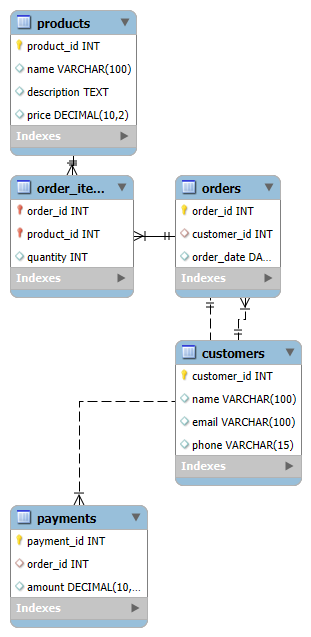 products
product_id INT
name VARCHAR(100)
description TEXT
price DECIMAL(10,2)
Indexes
order_ite...
order_id INT
product_id INT
quantity INT
Indexes
orders
order_id INT
customer_id INT
order_date DA...
Indexes
customers
customer_id INT
name VARCHAR(100)
email VARCHAR(100)
phone VARCHAR(15)
Indexes
payments
payment_id INT
order_id INT
amount DECIMAL(10,...
Indexes